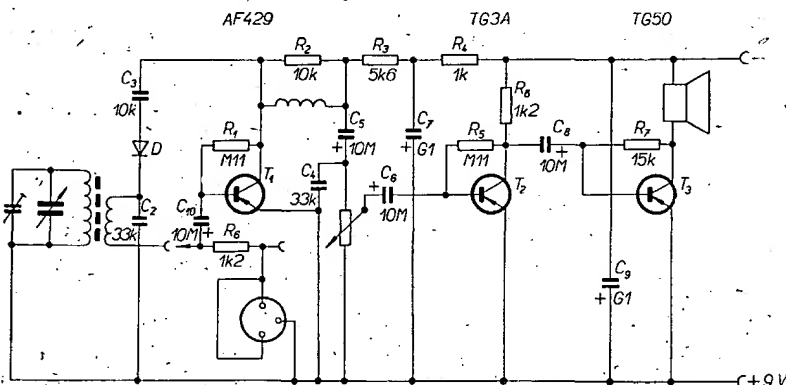 AF429 TG3A TG50
R₂ R₃ R₄
10k 5k6 1k
C₃
10k
R₈
1k2
C₅
10M
C₇
G1
R₁
M11
R₅
M11
C₈
10M
R₇
15k
D
T₁
C₄
33k
C₆
10M
T₂
T₃
C₂
33k
C₁₀
10M
R₆
1k2
C₉
G1
+9V